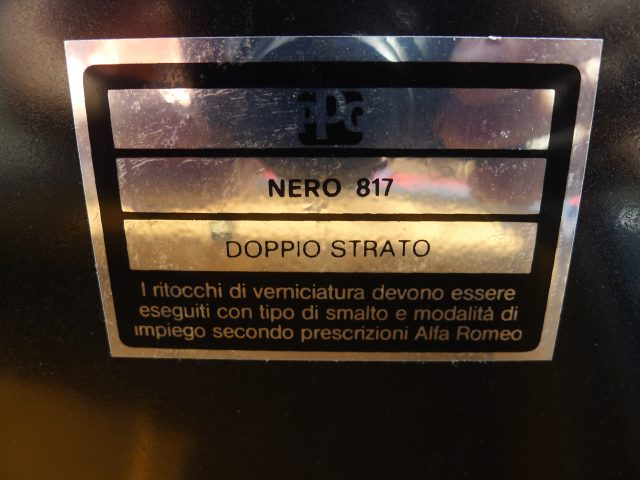 PPG
NERO 817
DOPPIO STRATO
I ritocchi di verniciatura devono essere
eseguiti con tipo di smalto e modalità di
impiego secondo prescrizioni Alfa Romeo